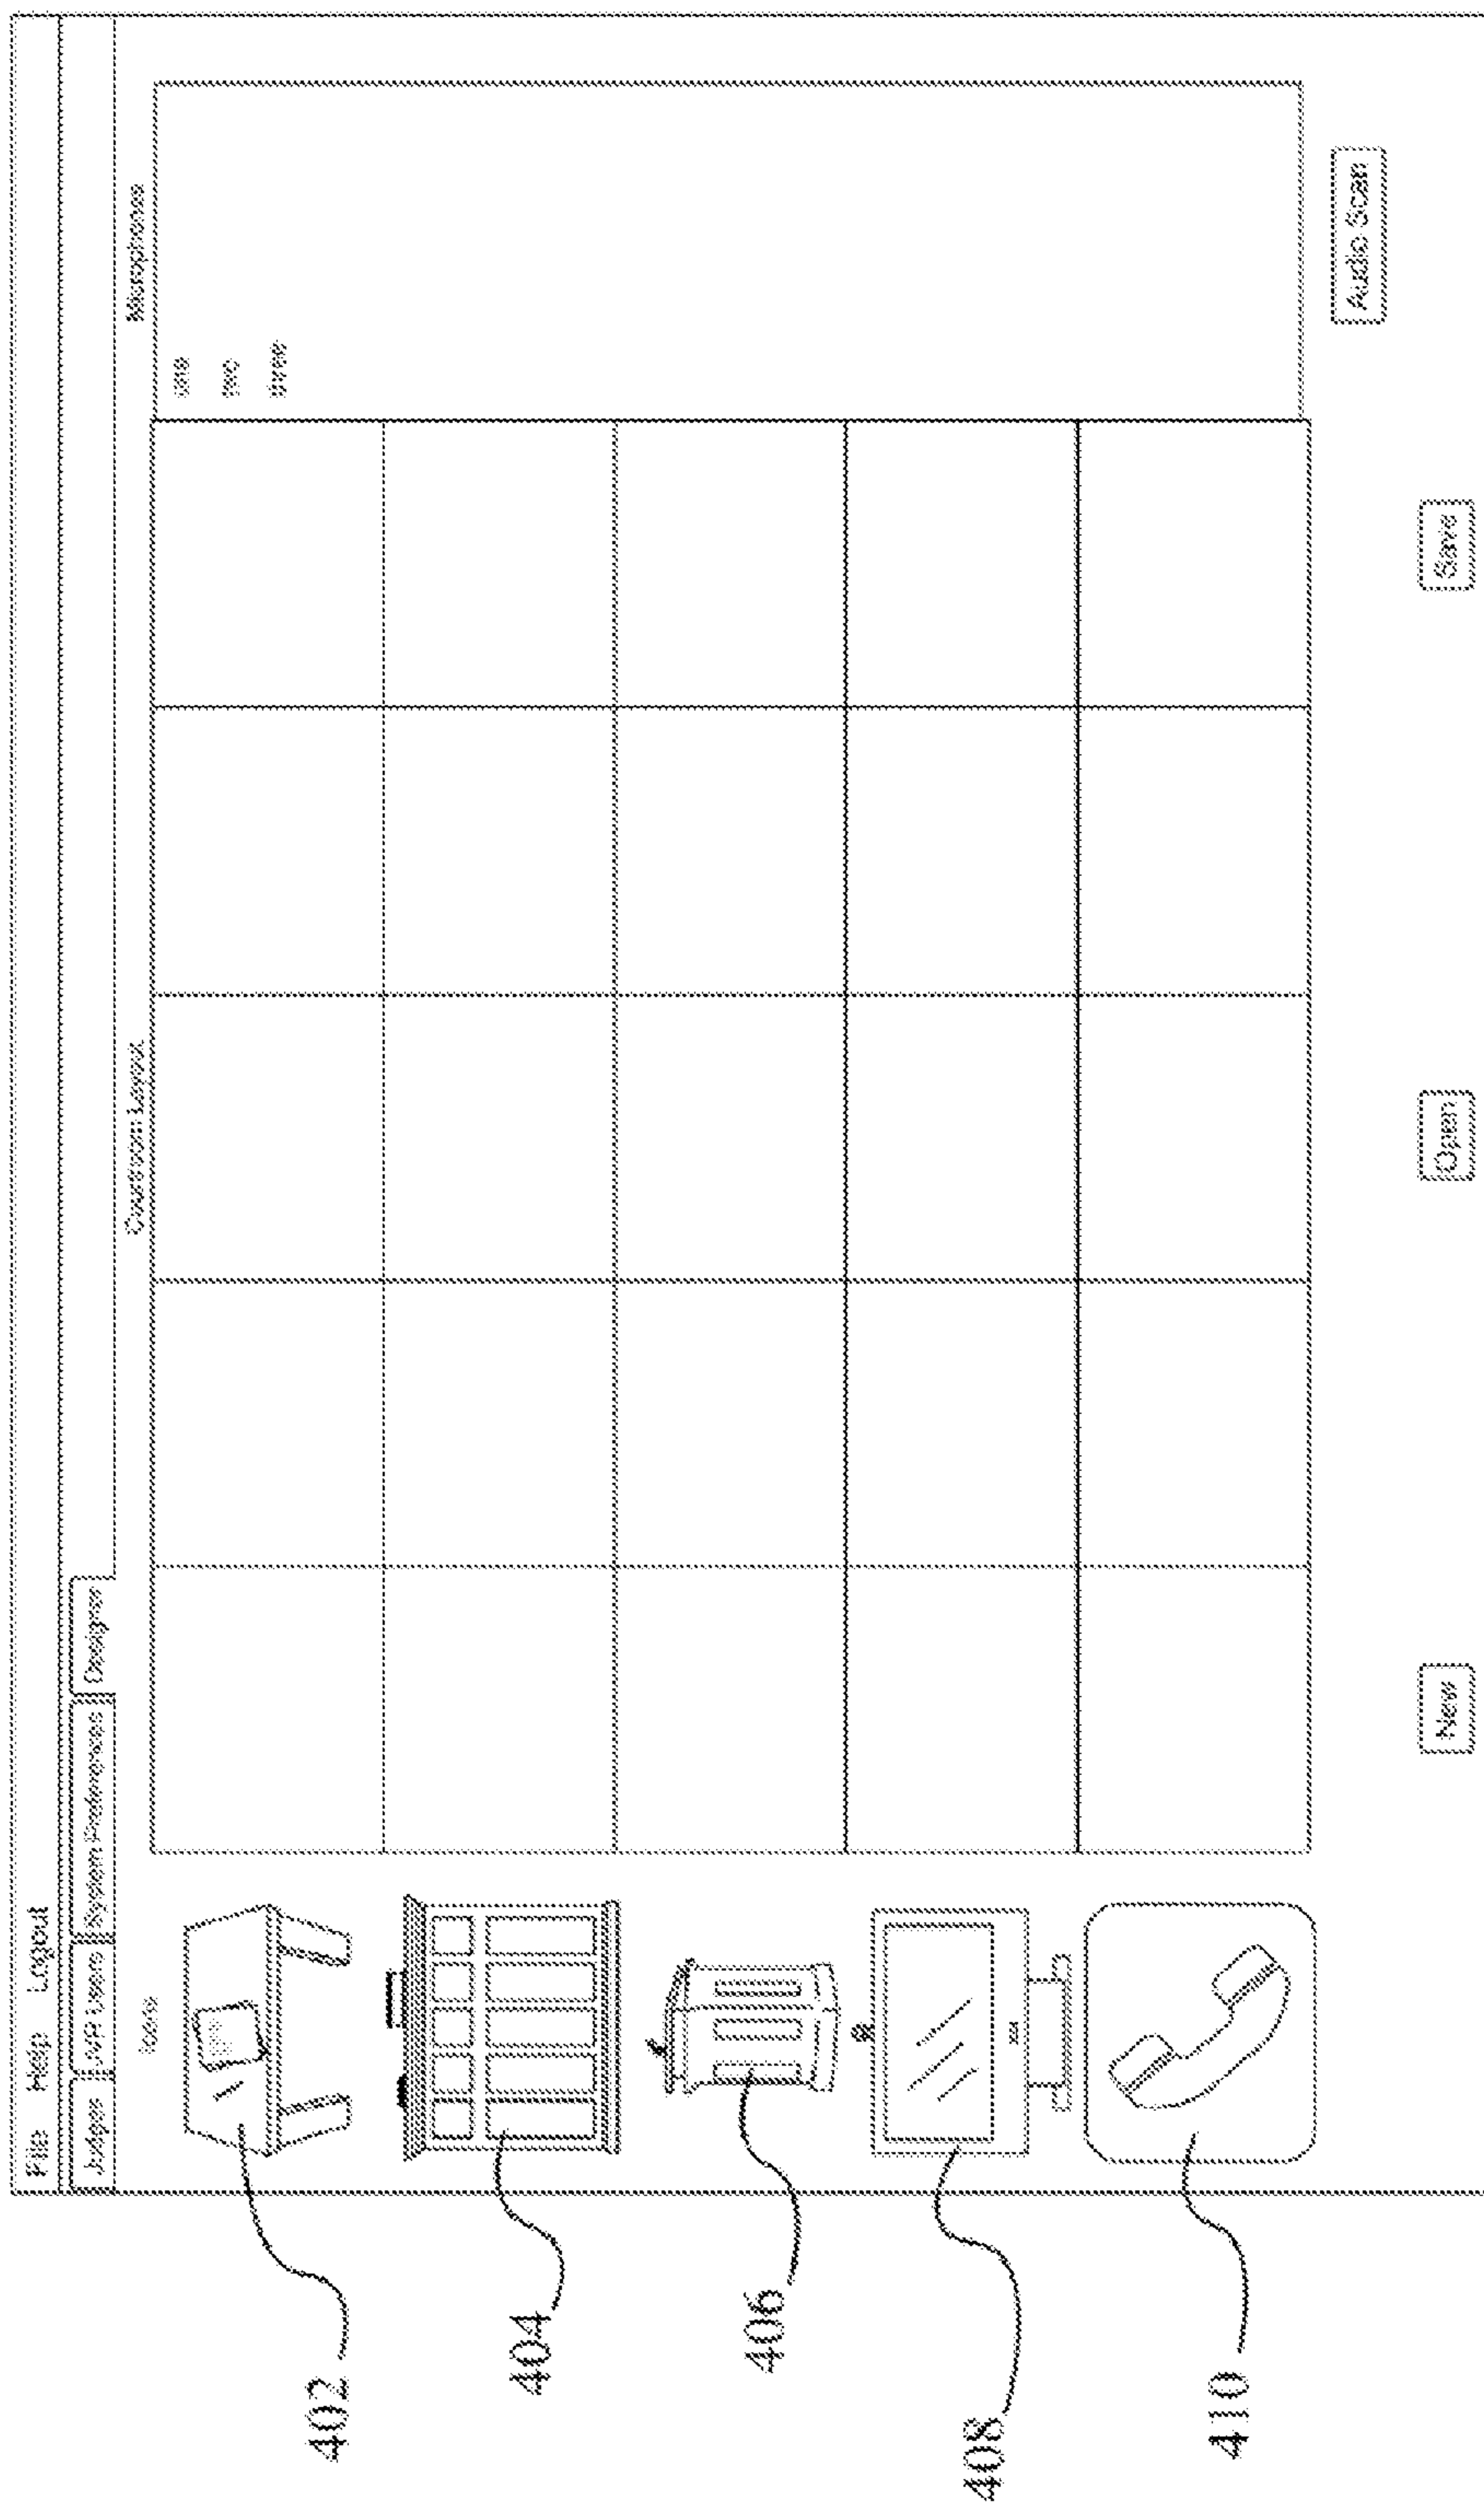 File Help Logout
Judges JVR Users System Preferences Designer
Icons Courtroom Layout Microphones
one
two
three
Audio Scan
New Open Save
402
404
406
408
410